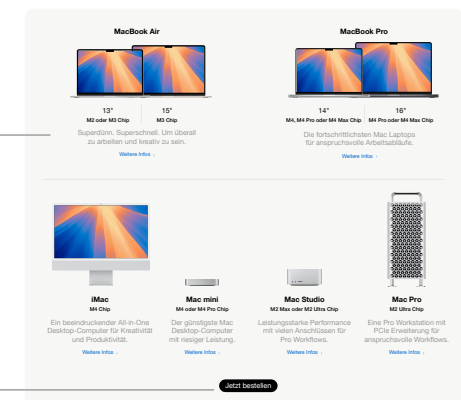 MacBook Air
13"
M2 oder M3 Chip
15"
M3 Chip
Superdünn. Superschnell. Um überall
zu arbeiten und kreativ zu sein.
Weitere Infos ›
MacBook Pro
14"
M4, M4 Pro oder M4 Max Chip
16"
M4 Pro oder M4 Max Chip
Die fortschrittlichsten Mac Laptops
für anspruchsvolle Arbeitsabläufe.
Weitere Infos ›
iMac
M4 Chip
Ein beeindruckender All-in-One
Desktop-Computer für Kreativität
und Produktivität.
Weitere Infos ›
Mac mini
M4 oder M4 Pro Chip
Der günstigste Mac
Desktop-Computer
mit riesiger Leistung.
Weitere Infos ›
Mac Studio
M2 Max oder M2 Ultra Chip
Leistungsstarke Performance
mit vielen Anschlüssen für
Pro Workflows.
Weitere Infos ›
Mac Pro
M2 Ultra Chip
Eine Pro Workstation mit
PCIe Erweiterung für
anspruchsvolle Workflows.
Weitere Infos ›
Jetzt bestellen